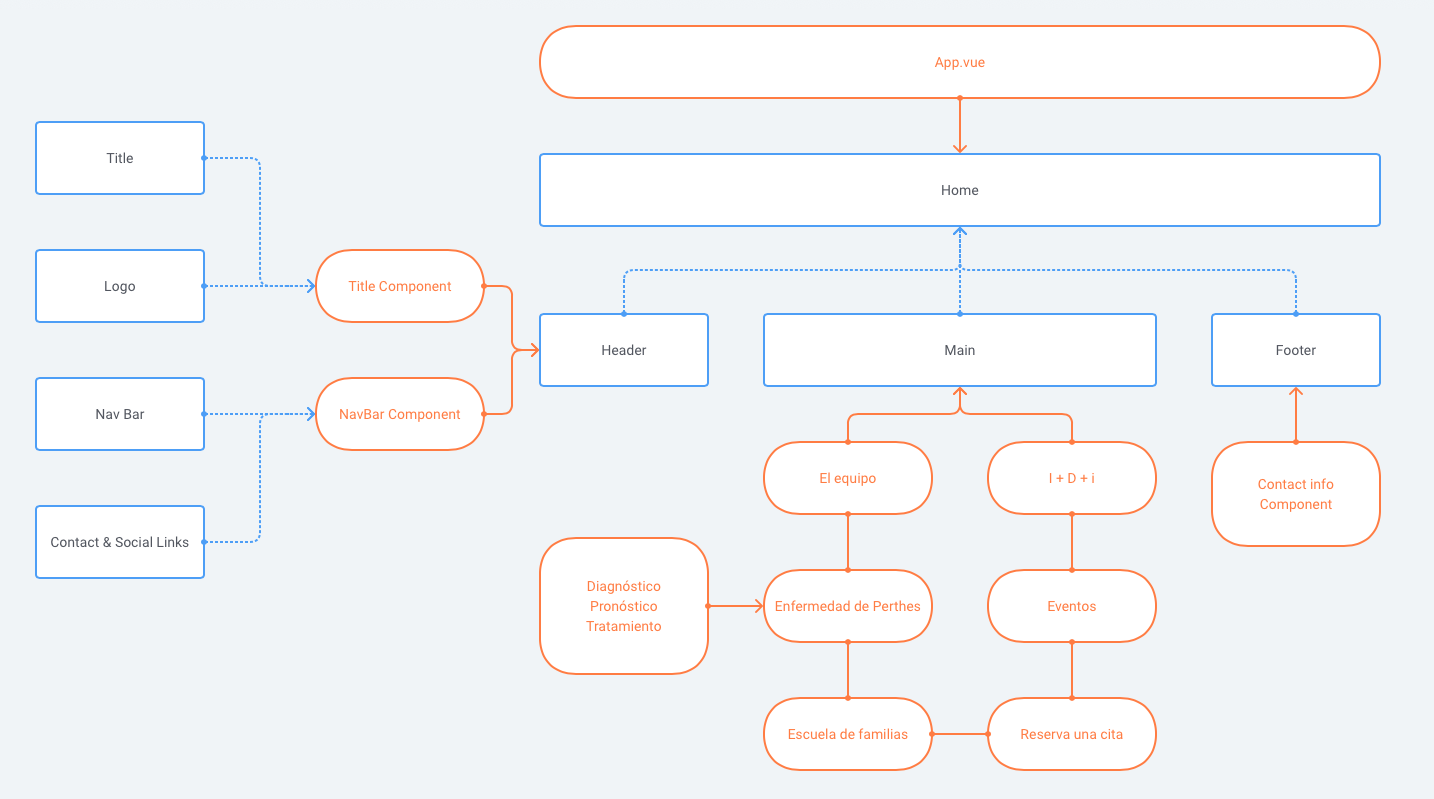 App.vue
Title
Home
Logo
Title Component
Header
Main
Footer
Nav Bar
NavBar Component
El equipo
I + D + i
Contact info
Component
Contact & Social Links
Diagnóstico
Pronóstico
Tratamiento
Enfermedad de Perthes
Eventos
Escuela de familias
Reserva una cita